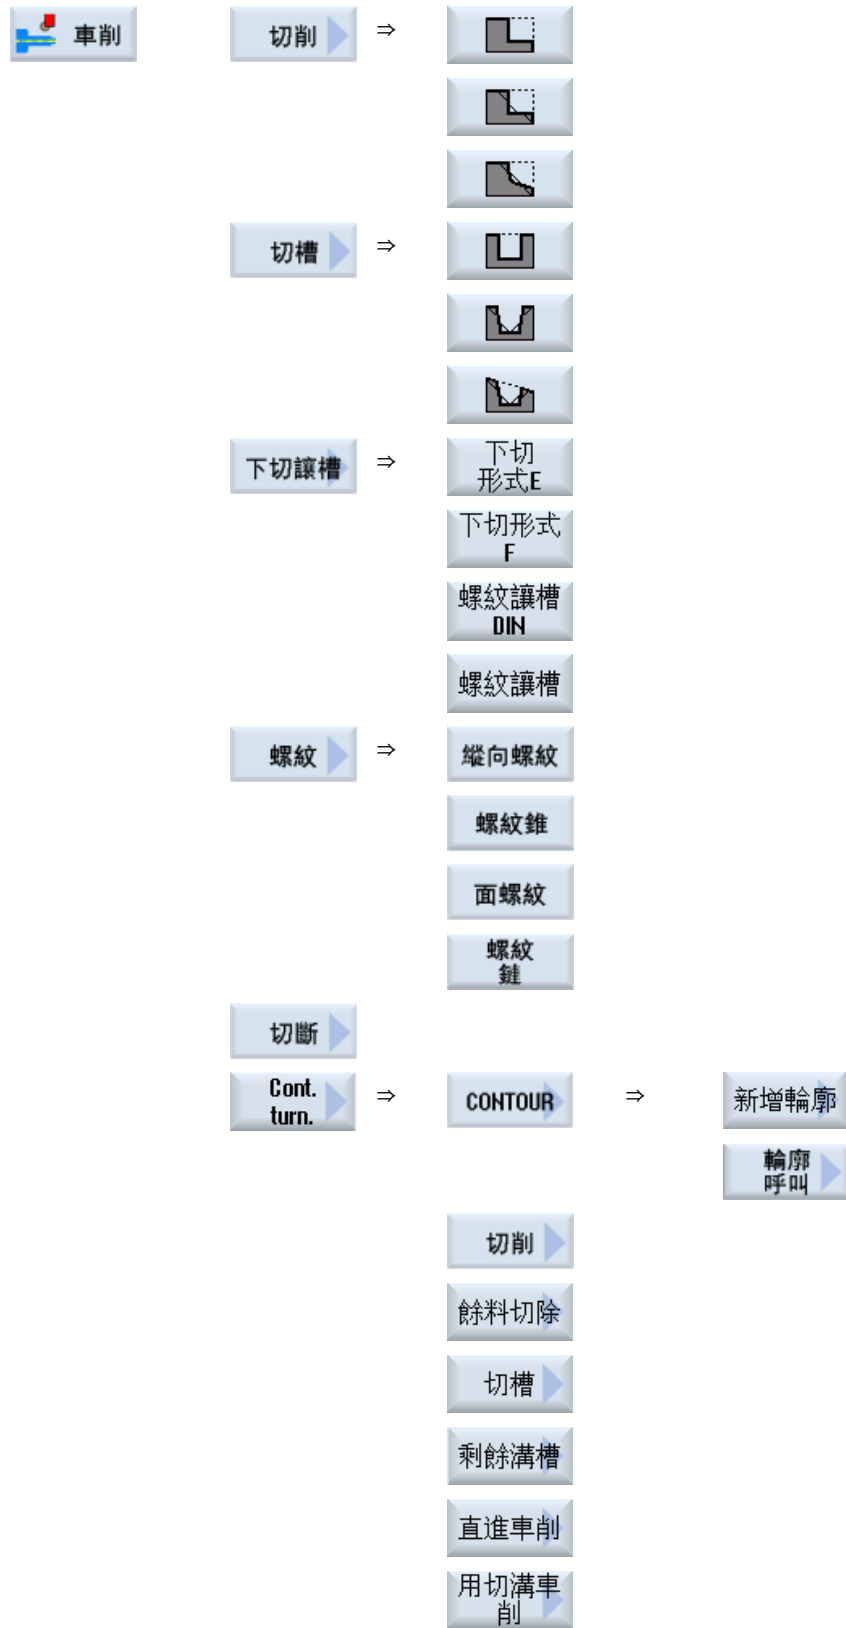 車削
切削
⇒
切槽
⇒
下切讓槽
⇒
下切
形式E
下切形式
F
螺紋讓槽
DIN
螺紋讓槽
螺紋
⇒
縱向螺紋
螺紋錐
面螺紋
螺紋
鏈
切斷
Cont.
turn.
⇒
CONTOUR
⇒
新增輪廓
輪廓
呼叫
切削
餘料切除
切槽
剩餘溝槽
直進車削
用切溝車
削